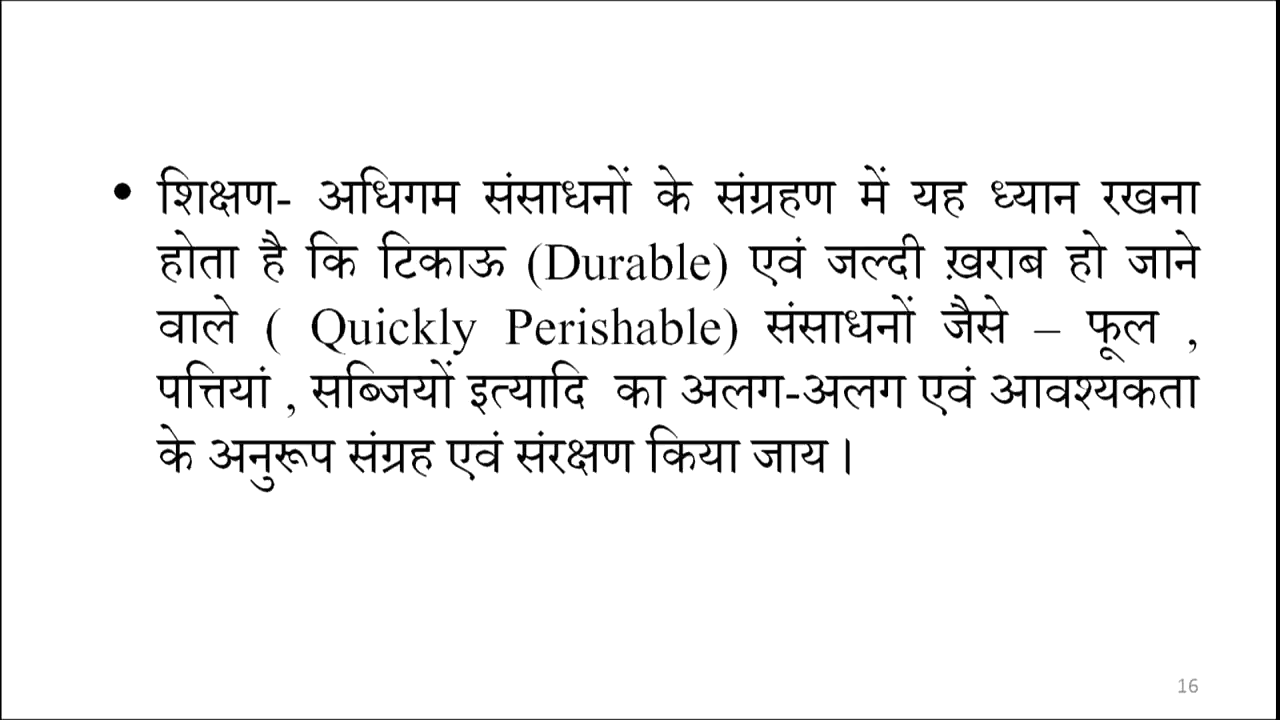 • शिक्षण- अधिगम संसाधनों के संग्रहण में यह ध्यान रखना
होता है कि टिकाऊ (Durable) एवं जल्दी ख़राब हो जाने
वाले ( Quickly Perishable) संसाधनों जैसे – फूल ,
पत्तियां , सब्जियों इत्यादि का अलग-अलग एवं आवश्यकता
के अनुरूप संग्रह एवं संरक्षण किया जाय ।
16